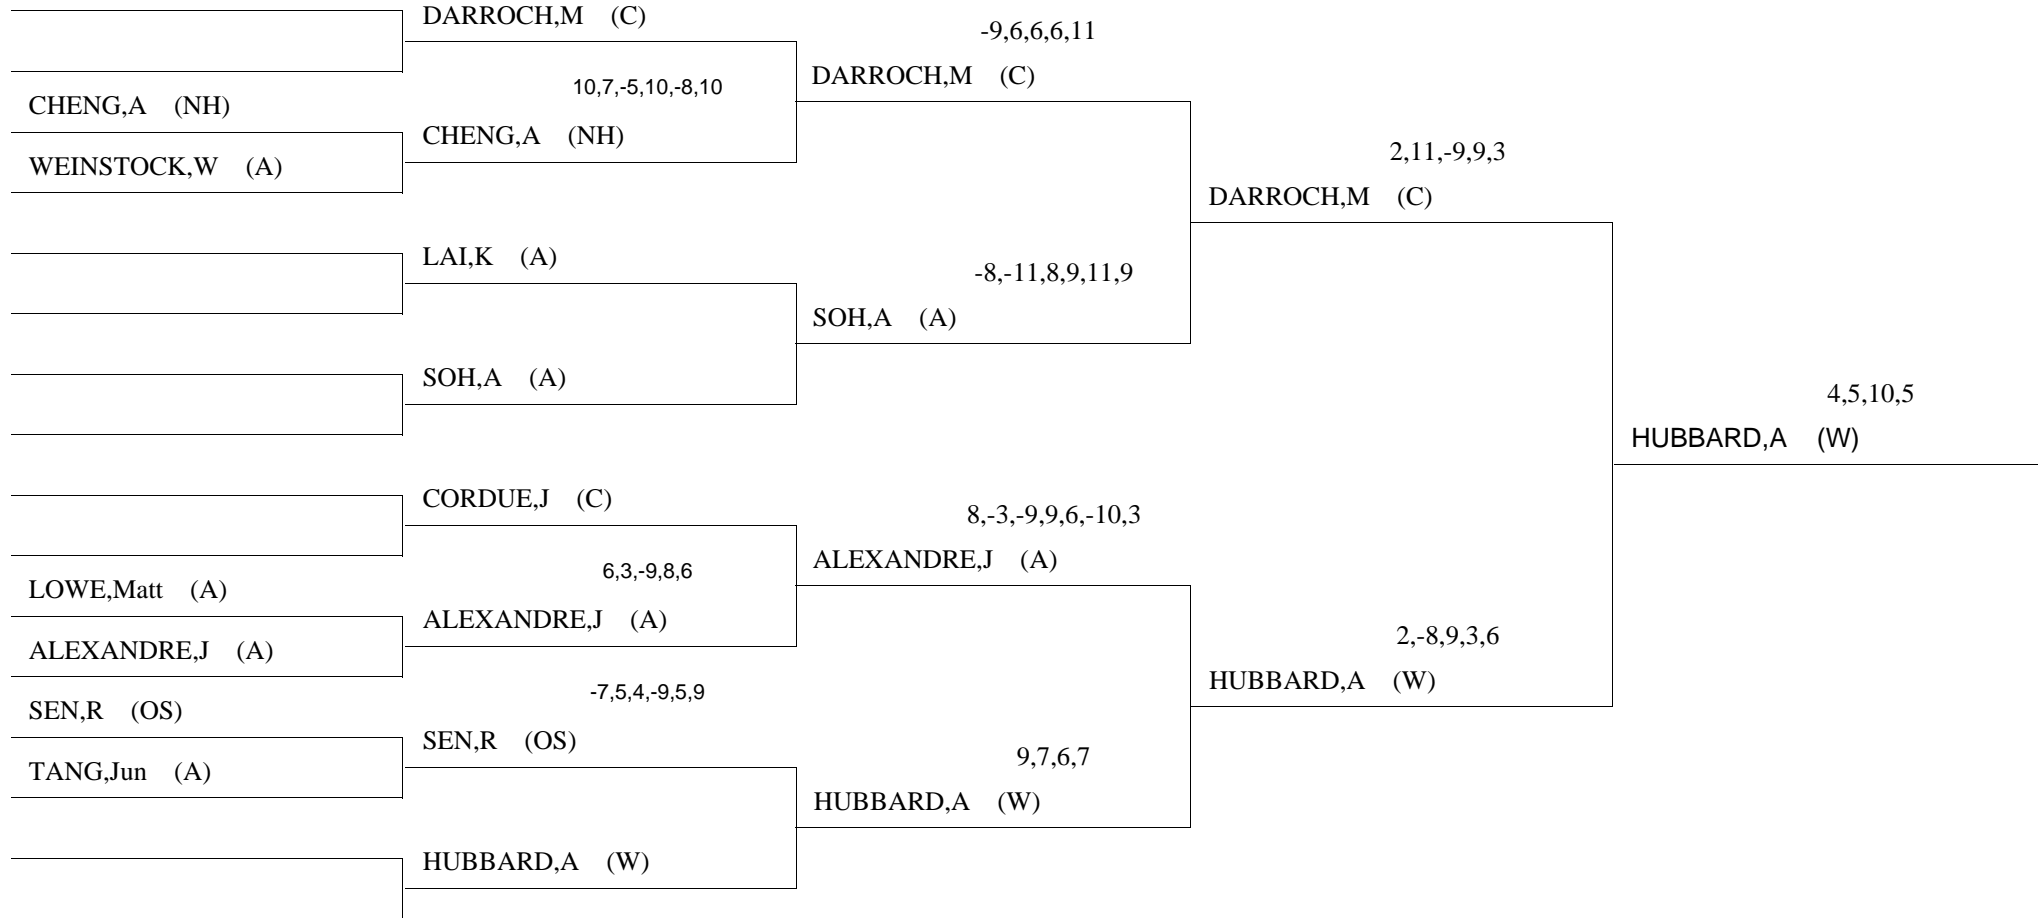 DARROCH,M (C)
-9,6,6,6,11
DARROCH,M (C)
10,7,-5,10,-8,10
CHENG,A (NH)
CHENG,A (NH)
2,11,-9,9,3
WEINSTOCK,W (A)
DARROCH,M (C)
LAI,K (A)
-8,-11,8,9,11,9
SOH,A (A)
SOH,A (A)
4,5,10,5
HUBBARD,A (W)
CORDUE,J (C)
8,-3,-9,9,6,-10,3
ALEXANDRE,J (A)
6,3,-9,8,6
LOWE,Matt (A)
ALEXANDRE,J (A)
2,-8,9,3,6
ALEXANDRE,J (A)
HUBBARD,A (W)
-7,5,4,-9,5,9
SEN,R (OS)
SEN,R (OS)
9,7,6,7
TANG,Jun (A)
HUBBARD,A (W)
HUBBARD,A (W)